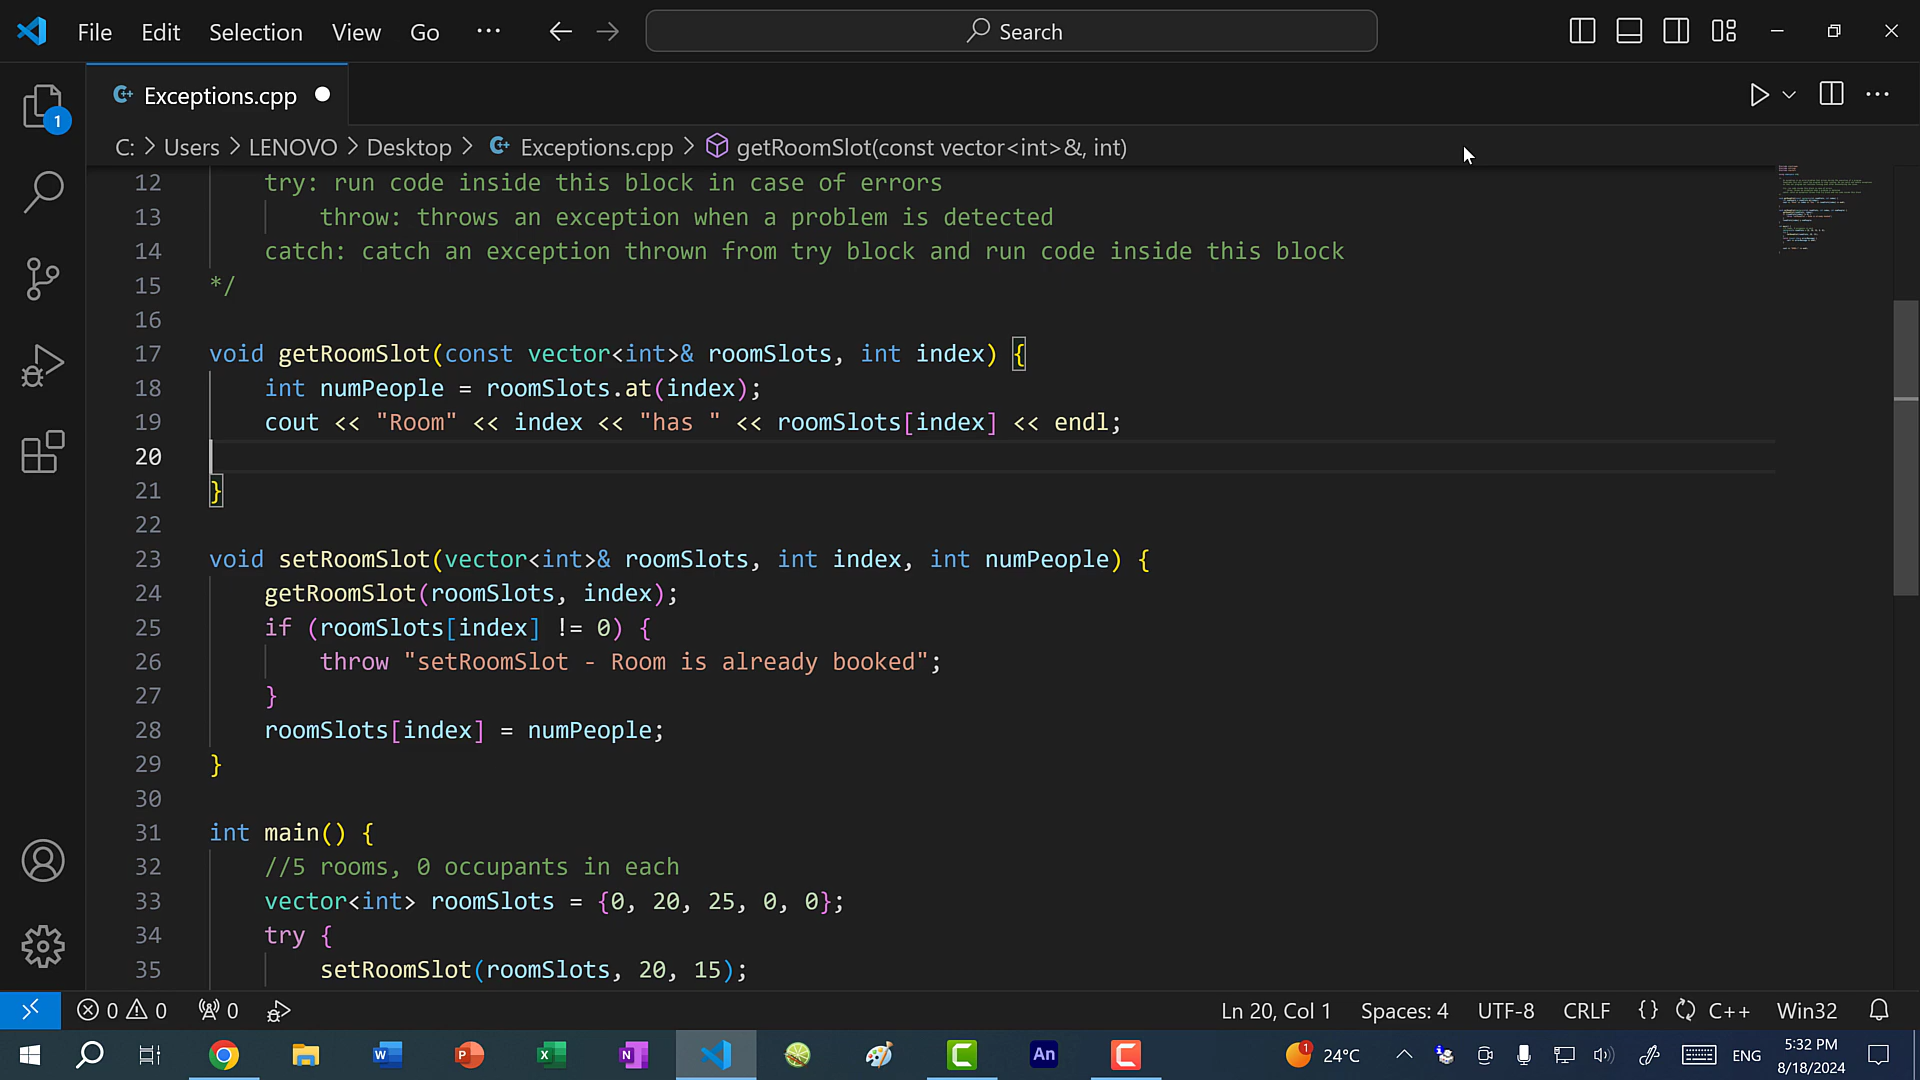 File Edit Selection View Go ··· Search
Exceptions.cpp
C: > Users > LENOVO > Desktop > Exceptions.cpp > getRoomSlot(const vector<int>&, int)
1
12 try: run code inside this block in case of errors
13 throw: throws an exception when a problem is detected
14 catch: catch an exception thrown from try block and run code inside this block
15 */
16
17 void getRoomSlot(const vector<int>& roomSlots, int index) {
18 int numPeople = roomSlots.at(index);
19 cout << "Room" << index << "has " << roomSlots[index] << endl;
20
21 }
22
23 void setRoomSlot(vector<int>& roomSlots, int index, int numPeople) {
24 getRoomSlot(roomSlots, index);
25 if (roomSlots[index] != 0) {
26 throw "setRoomSlot - Room is already booked";
27 }
28 roomSlots[index] = numPeople;
29 }
30
31 int main() {
32 //5 rooms, 0 occupants in each
33 vector<int> roomSlots = {0, 20, 25, 0, 0};
34 try {
35 setRoomSlot(roomSlots, 20, 15);
0 0 0 Ln 20, Col 1 Spaces: 4 UTF-8 CRLF {} C++ Win32
W P X N An C 1 24°C ENG 5:32 PM
8/18/2024